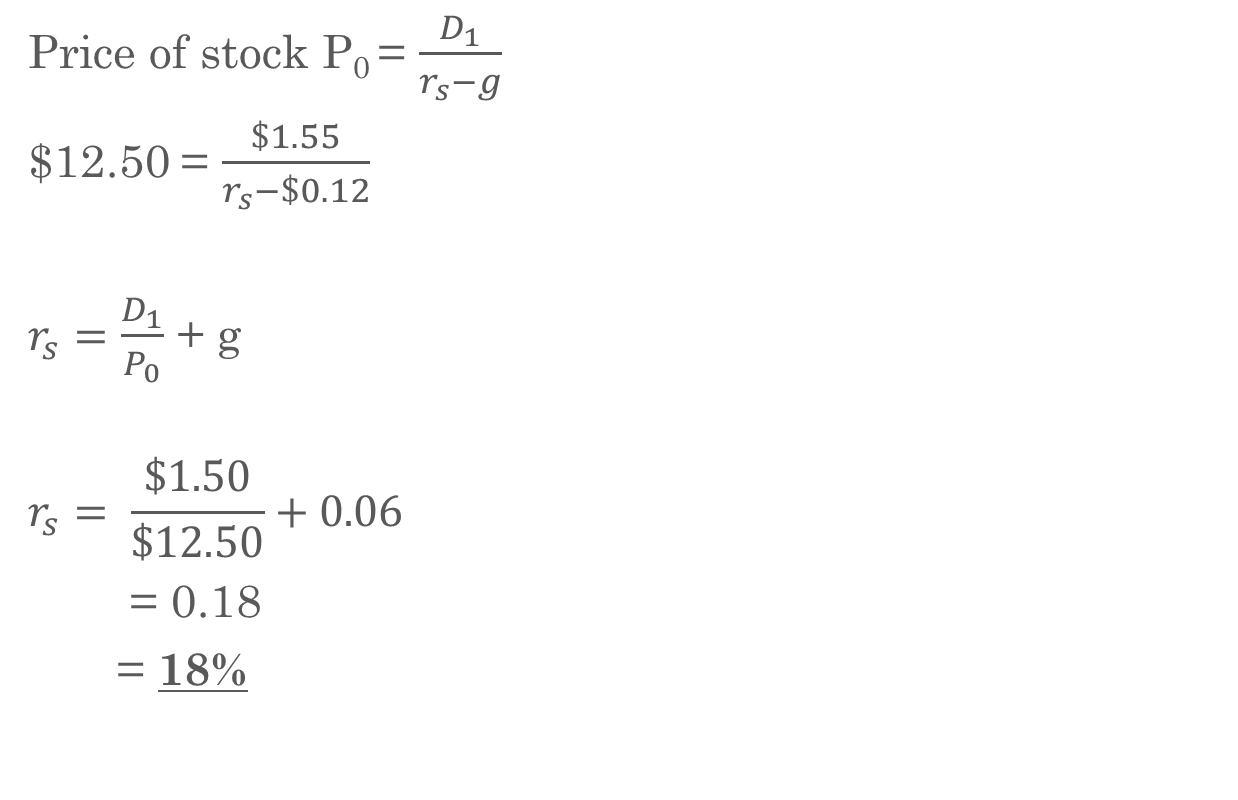 Price of stock P₀ = D₁ / (rₛ−g)
$12.50 = $1.55 / (rₛ−$0.12)
rₛ = D₁ / P₀ + g
rₛ = $1.50 / $12.50 + 0.06
= 0.18
= 18%